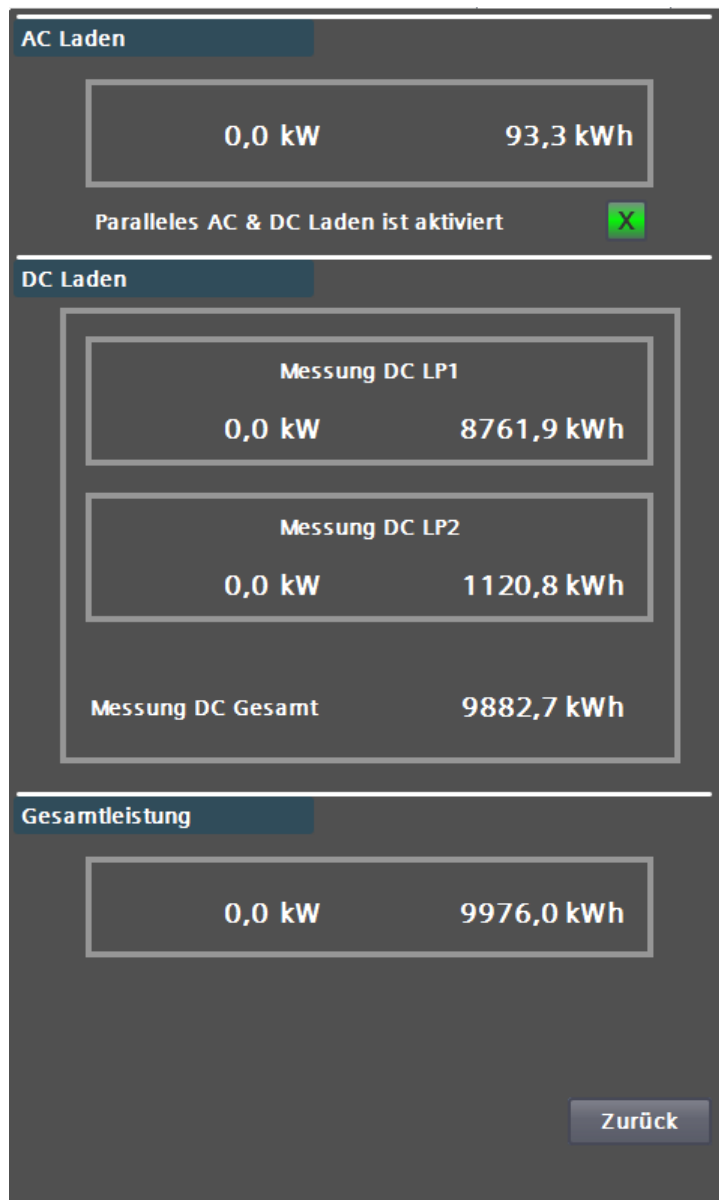 AC Laden
0,0 kW 93,3 kWh
Paralleles AC & DC Laden ist aktiviert X
DC Laden
Messung DC LP1
0,0 kW 8761,9 kWh
Messung DC LP2
0,0 kW 1120,8 kWh
Messung DC Gesamt 9882,7 kWh
Gesamtleistung
0,0 kW 9976,0 kWh
Zurück